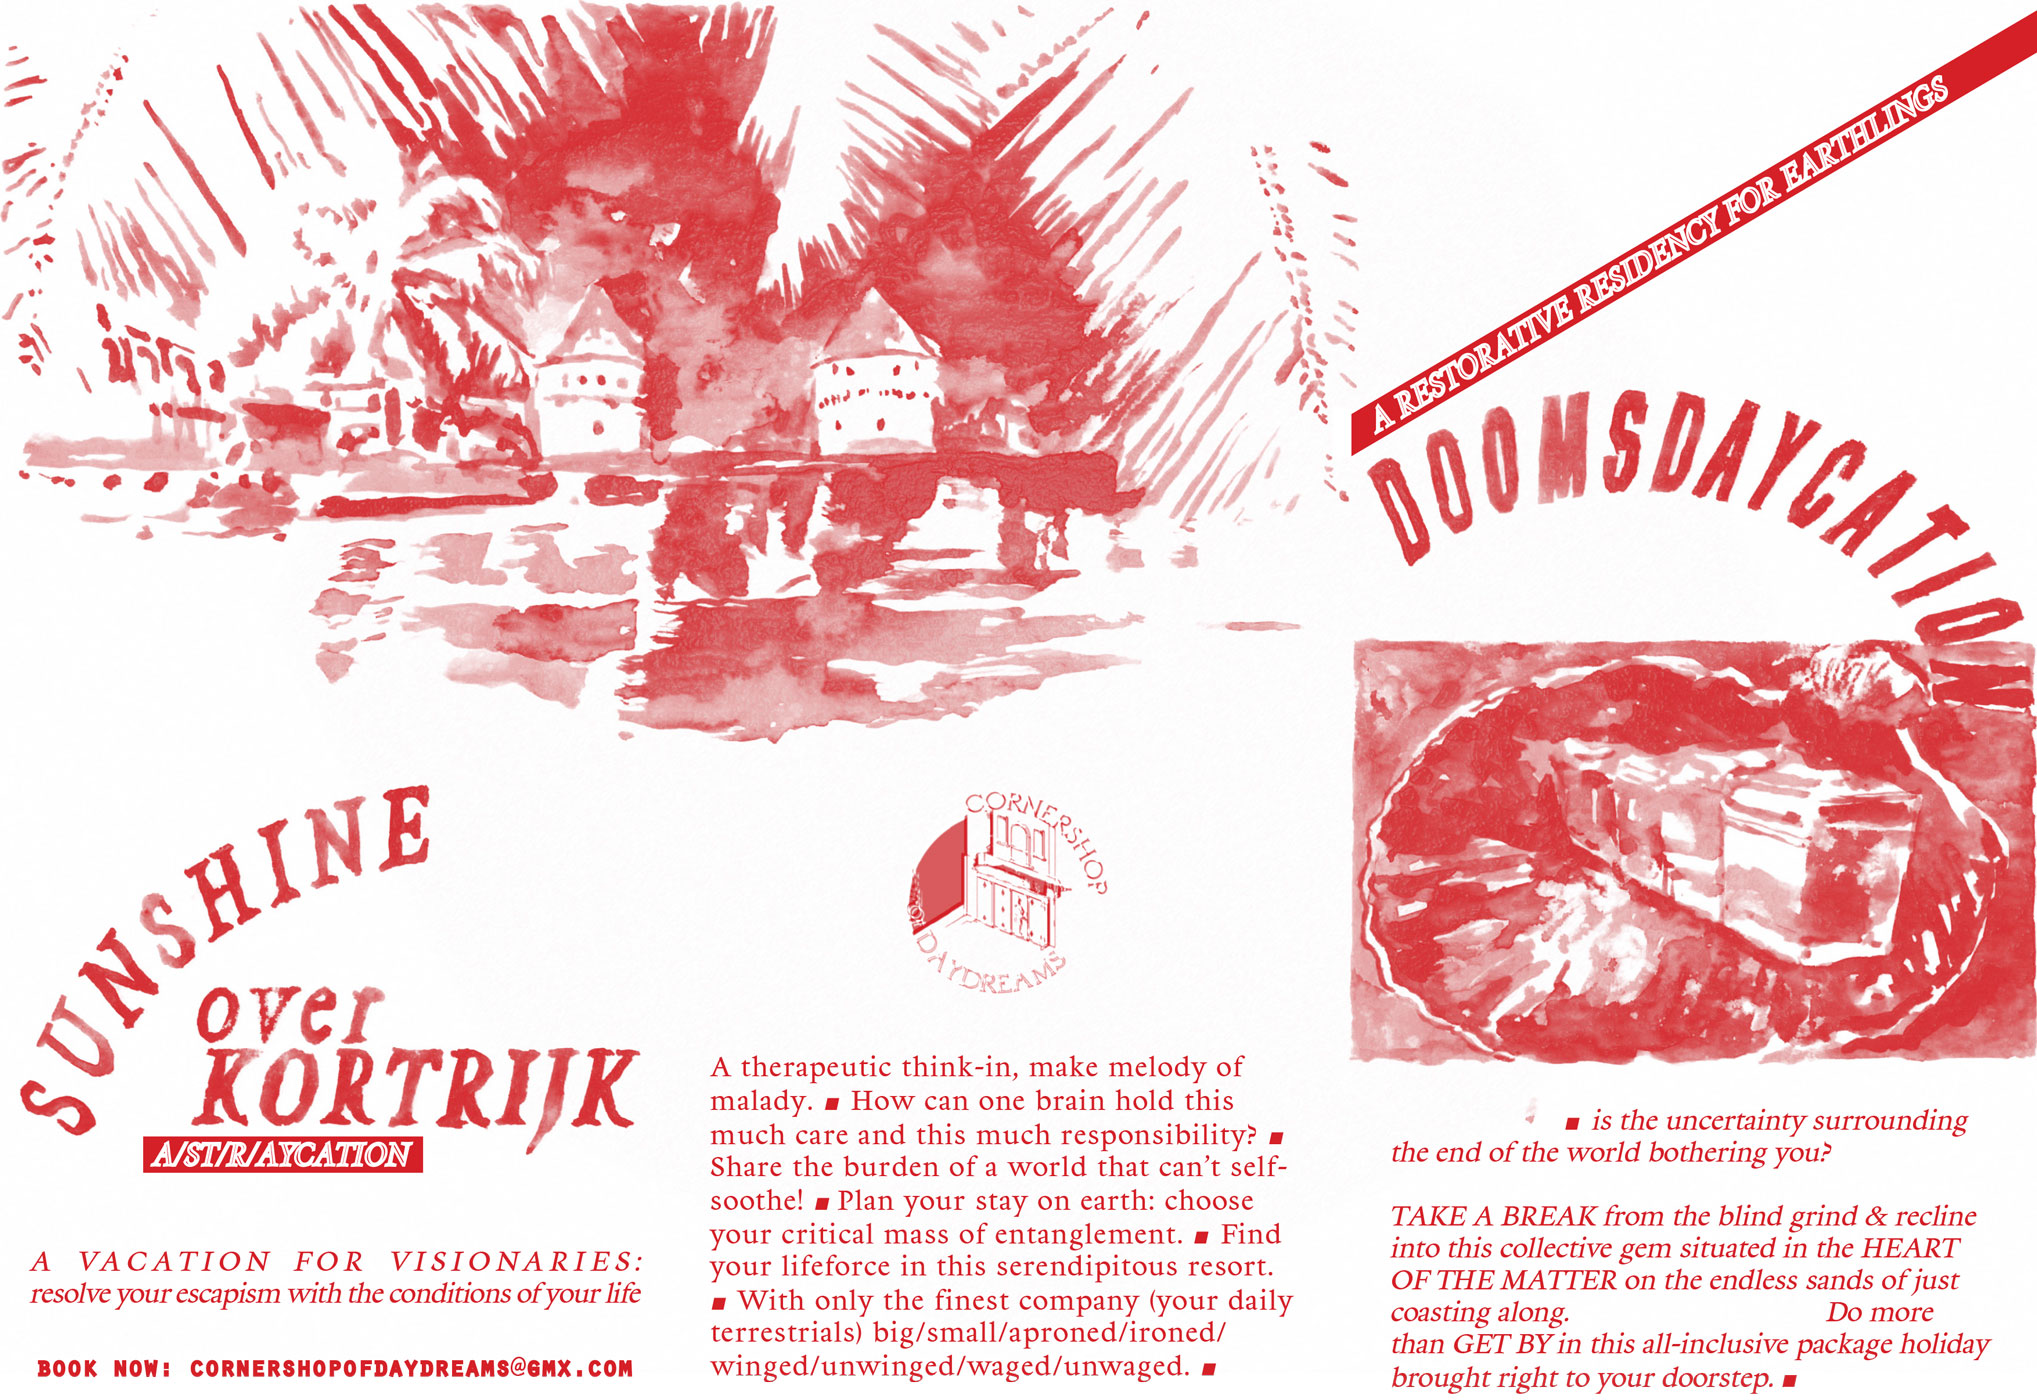 SUNSHINE
over
KORTRIJK
A/ST/R/AYCATION
A VACATION FOR VISIONARIES:
resolve your escapism with the conditions of your life
BOOK NOW: CORNERSHOPOFDAYDREAMS@GMX.COM
CORNERSHOP
OF
DAYDREAMS
A therapeutic think-in, make melody of
malady. ▪ How can one brain hold this
much care and this much responsibility? ▪
Share the burden of a world that can't self-
soothe! ▪ Plan your stay on earth: choose
your critical mass of entanglement. ▪ Find
your lifeforce in this serendipitous resort.
▪ With only the finest company (your daily
terrestrials) big/small/aproned/ironed/
winged/unwinged/waged/unwaged. ▪
A RESTORATIVE RESIDENCY FOR EARTHLINGS
DOOMSDAYCATION
▪ is the uncertainty surrounding
the end of the world bothering you?
TAKE A BREAK from the blind grind & recline
into this collective gem situated in the HEART
OF THE MATTER on the endless sands of just
coasting along. Do more
than GET BY in this all-inclusive package holiday
brought right to your doorstep. ▪